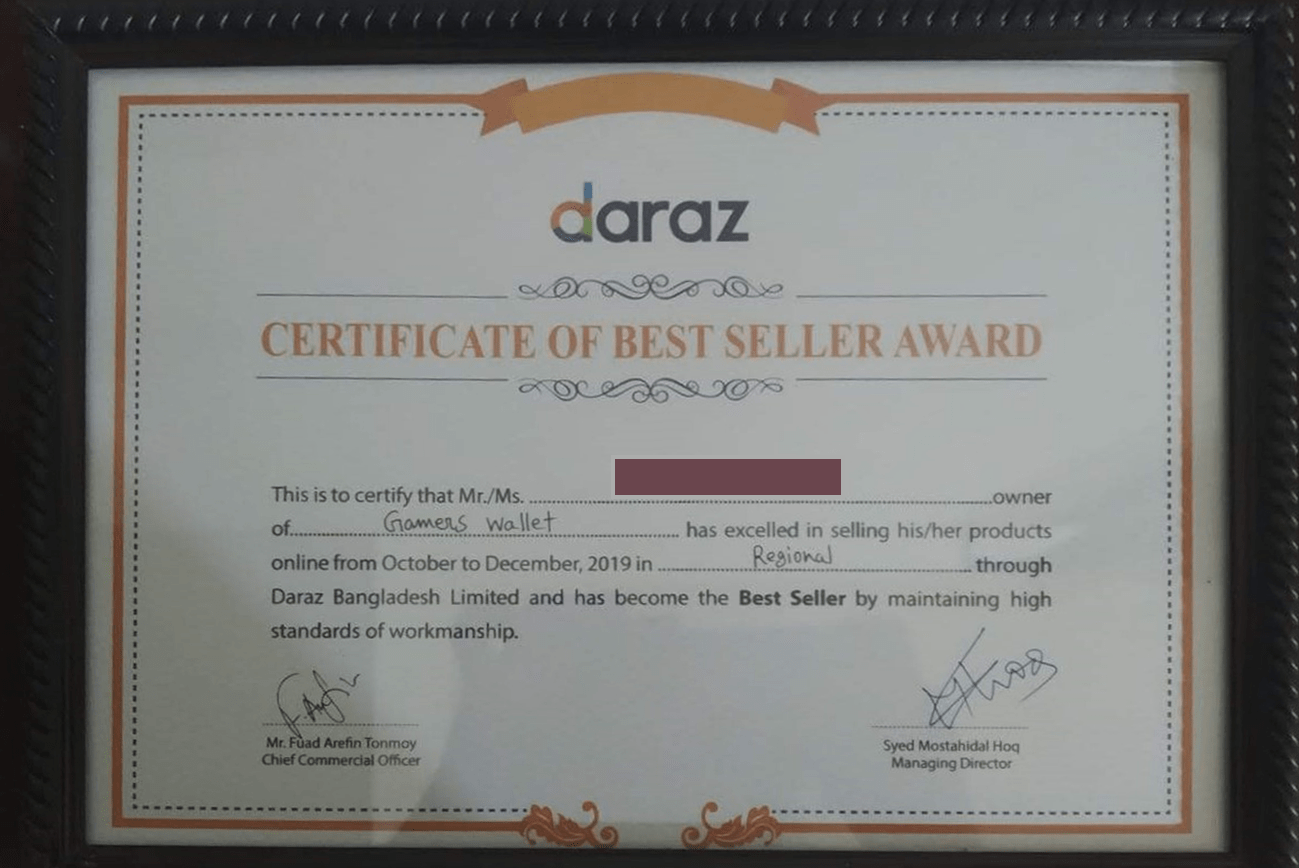 daraz
CERTIFICATE OF BEST SELLER AWARD
This is to certify that Mr./Ms. ................................................owner
of................Gamers Wallet......................... has excelled in selling his/her products
online from October to December, 2019 in ..................Regional........................... through
Daraz Bangladesh Limited and has become the Best Seller by maintaining high
standards of workmanship.
Mr. Fuad Arefin Tonmoy
Chief Commercial Officer
Syed Mostahidal Hoq
Managing Director